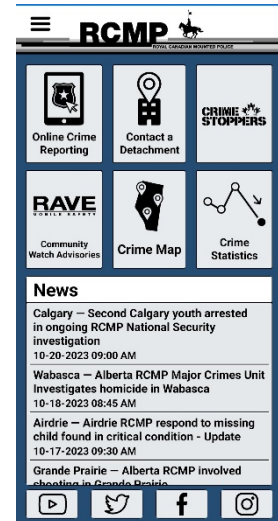 RCMP
ROYAL CANADIAN MOUNTED POLICE
Online Crime
Reporting
Contact a
Detachment
CRIME
STOPPERS
RAVE
MOBILE SAFETY
Community
Watch Advisories
Crime Map
Crime
Statistics
News
Calgary — Second Calgary youth arrested
in ongoing RCMP National Security
investigation
10-20-2023 09:00 AM
Wabasca — Alberta RCMP Major Crimes Unit
Investigates homicide in Wabasca
10-18-2023 08:45 AM
Airdrie — Airdrie RCMP respond to missing
child found in critical condition - Update
10-17-2023 09:30 AM
Grande Prairie — Alberta RCMP involved
shooting in Grande Prairie